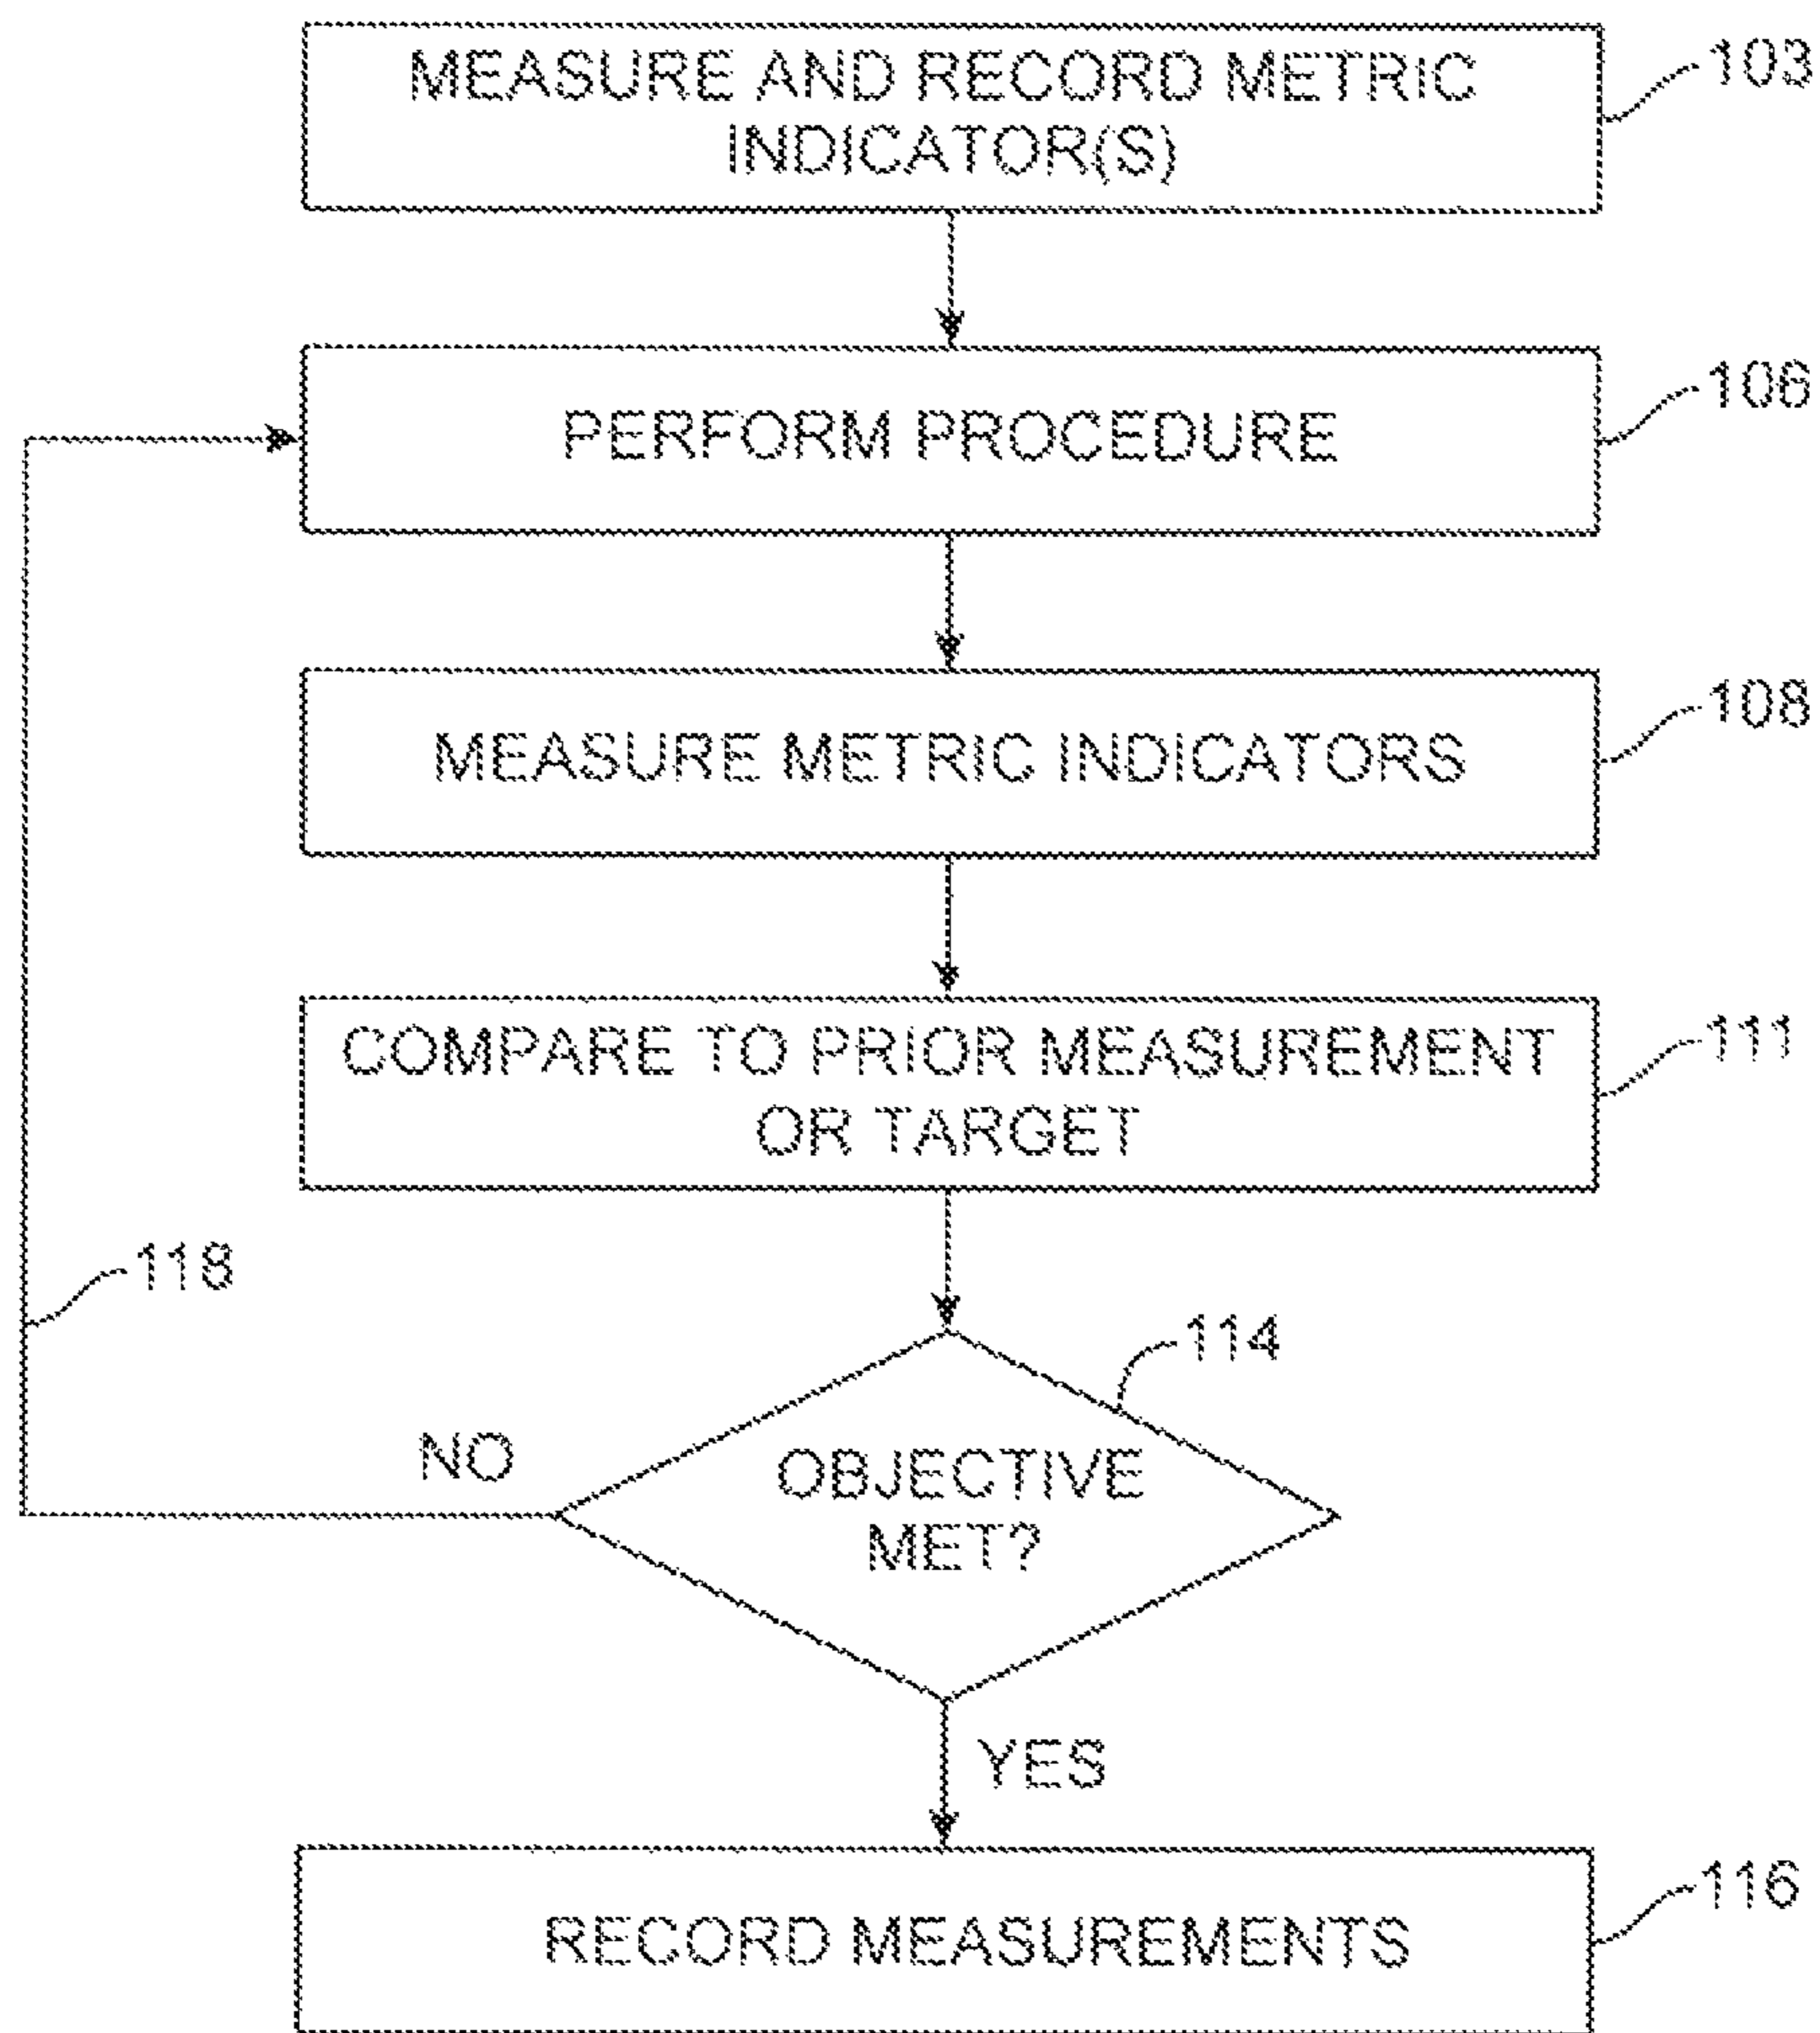 MEASURE AND RECORD METRIC
INDICATOR(S)
103
PERFORM PROCEDURE
106
MEASURE METRIC INDICATORS
108
COMPARE TO PRIOR MEASUREMENT
OR TARGET
111
118
114
NO
OBJECTIVE
MET?
YES
RECORD MEASUREMENTS
116